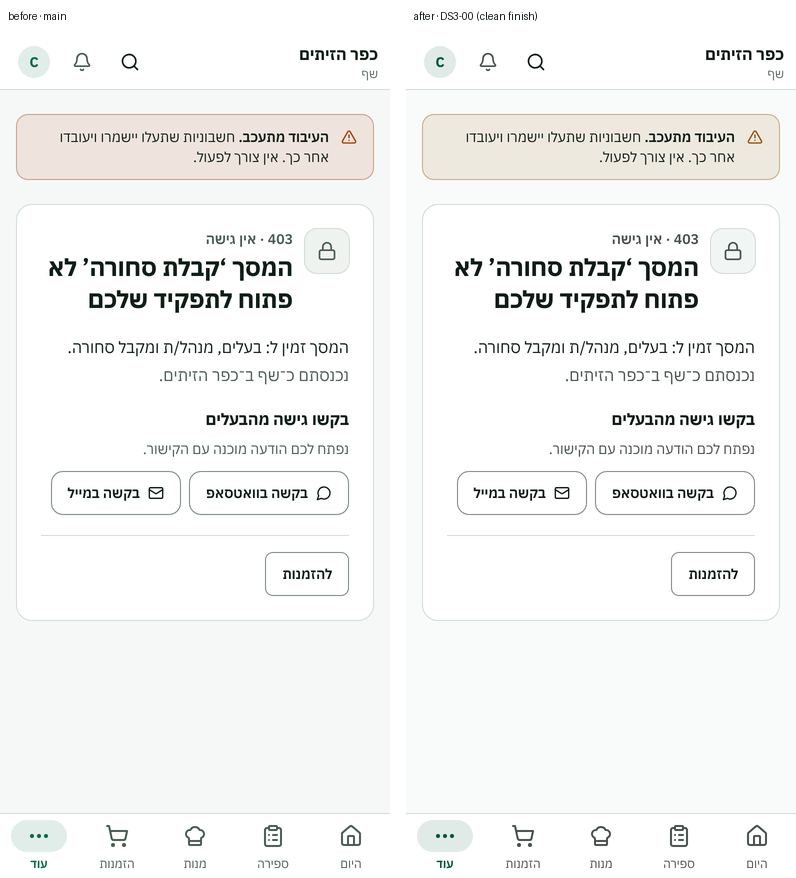 before · main
כפר הזיתים
שף
C
העיבוד מתעכב. חשבוניות שתעלו יישמרו ויעובדו
אחר כך. אין צורך לפעול.
403 · אין גישה
המסך ‘קבלת סחורה’ לא
פתוח לתפקיד שלכם
המסך זמין ל: בעלים, מנהל/ת ומקבל סחורה.
נכנסתם כ־שף ב־כפר הזיתים.
בקשו גישה מהבעלים
נפתח לכם הודעה מוכנה עם הקישור.
בקשה בוואטסאפ
בקשה במייל
להזמנות
היום
ספירה
מנות
הזמנות
עוד
after · DS3-00 (clean finish)
כפר הזיתים
שף
C
העיבוד מתעכב. חשבוניות שתעלו יישמרו ויעובדו
אחר כך. אין צורך לפעול.
403 · אין גישה
המסך ‘קבלת סחורה’ לא
פתוח לתפקיד שלכם
המסך זמין ל: בעלים, מנהל/ת ומקבל סחורה.
נכנסתם כ־שף ב־כפר הזיתים.
בקשו גישה מהבעלים
נפתח לכם הודעה מוכנה עם הקישור.
בקשה בוואטסאפ
בקשה במייל
להזמנות
היום
ספירה
מנות
הזמנות
עוד